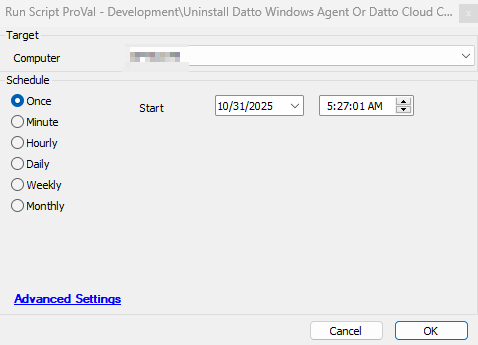 Run Script ProVal - Development\Uninstall Datto Windows Agent Or Datto Cloud C...
Target
Computer
Schedule
Once
Start
10/31/2025
5:27:01 AM
Minute
Hourly
Daily
Weekly
Monthly
Advanced Settings
Cancel
OK